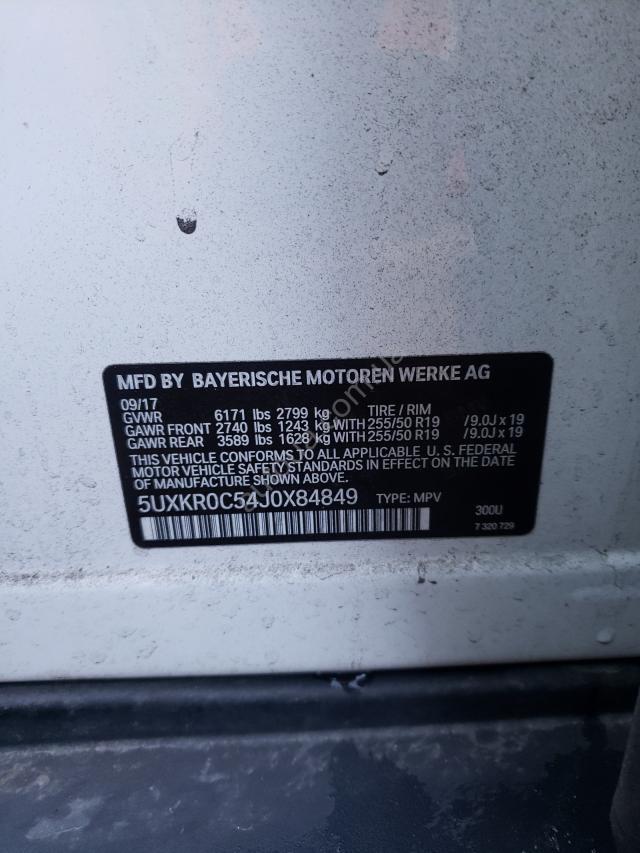 MFD BY BAYERISCHE MOTOREN WERKE AG
09/17
GVWR 6171 lbs 2799 kg TIRE / RIM
GAWR FRONT 2740 lbs 1243 kg WITH 255/50 R19 / 9.0J x 19
GAWR REAR 3589 lbs 1628 kg WITH 255/50 R19 / 9.0J x 19
THIS VEHICLE CONFORMS TO ALL APPLICABLE U.S. FEDERAL
MOTOR VEHICLE SAFETY STANDARDS IN EFFECT ON THE DATE
OF MANUFACTURE SHOWN ABOVE.
5UXKR0C54J0X84849 TYPE: MPV 300U
7 320 729